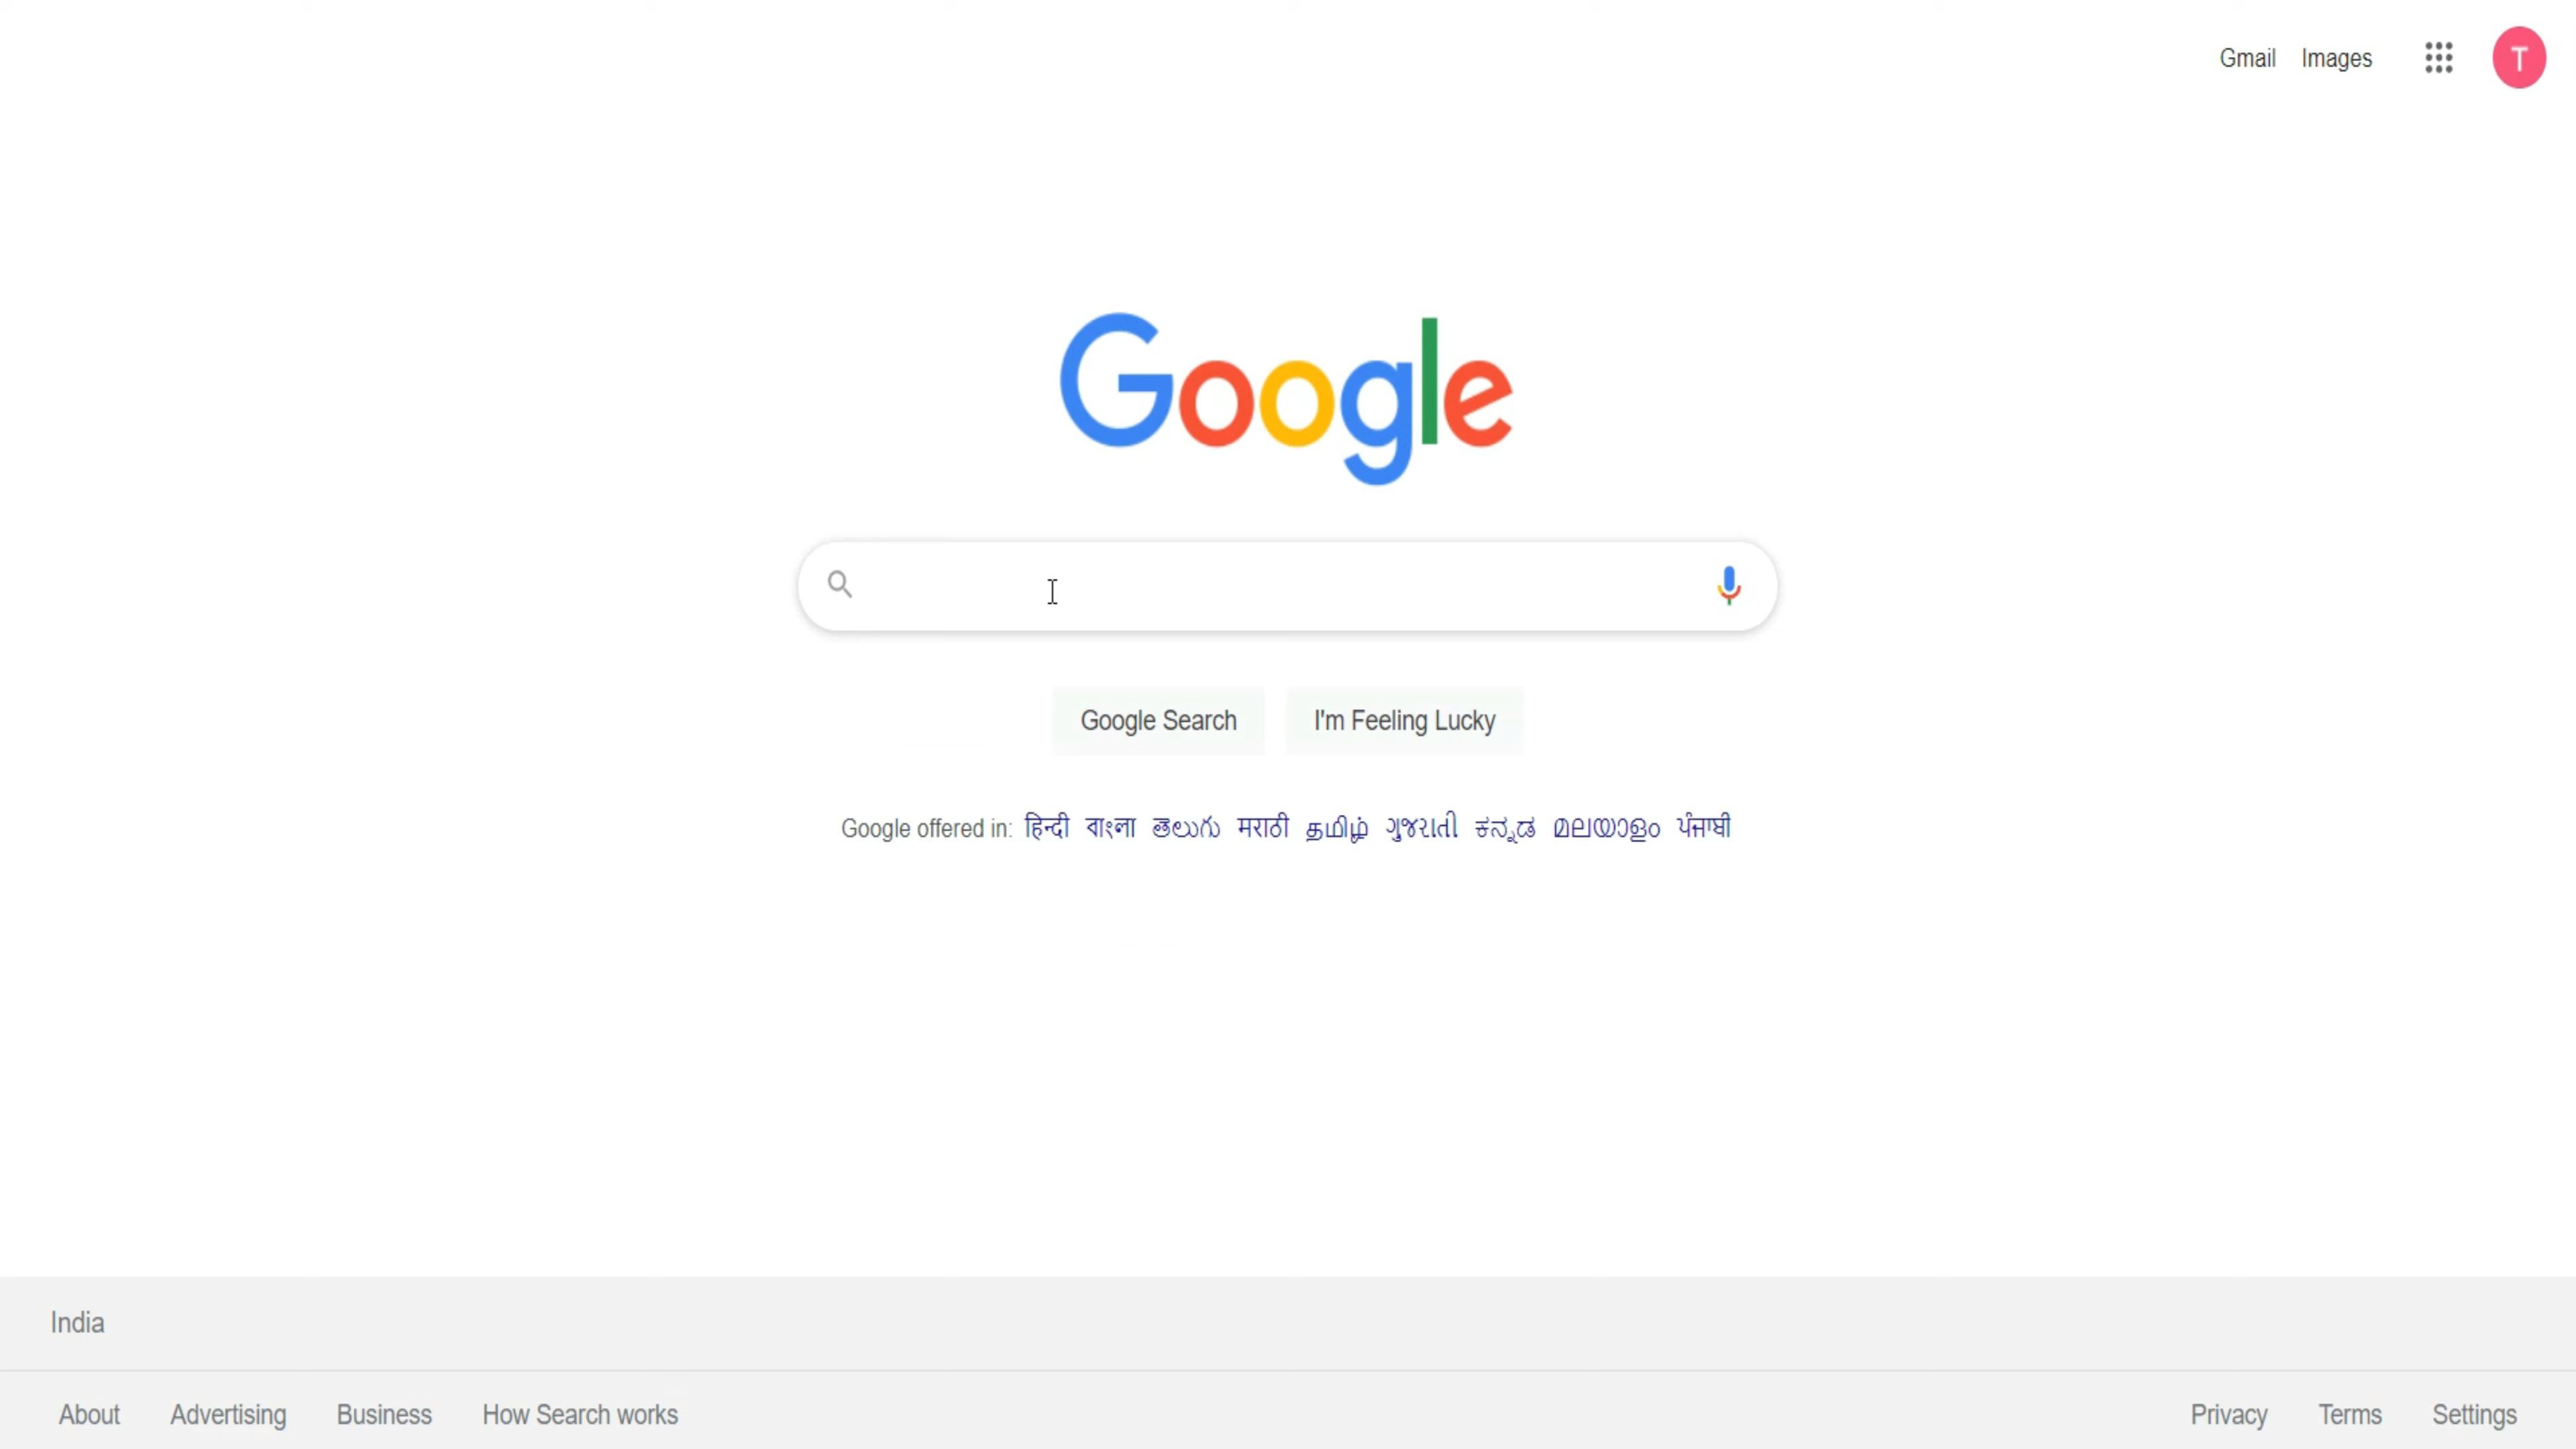 Gmail Images T
Google
Google Search I'm Feeling Lucky
Google offered in: हिन्दी বাংলা తెలుగు मराठी தமிழ் ગુજરાતી ಕನ್ನಡ മലയാളം ਪੰਜਾਬੀ
India
About Advertising Business How Search works Privacy Terms Settings